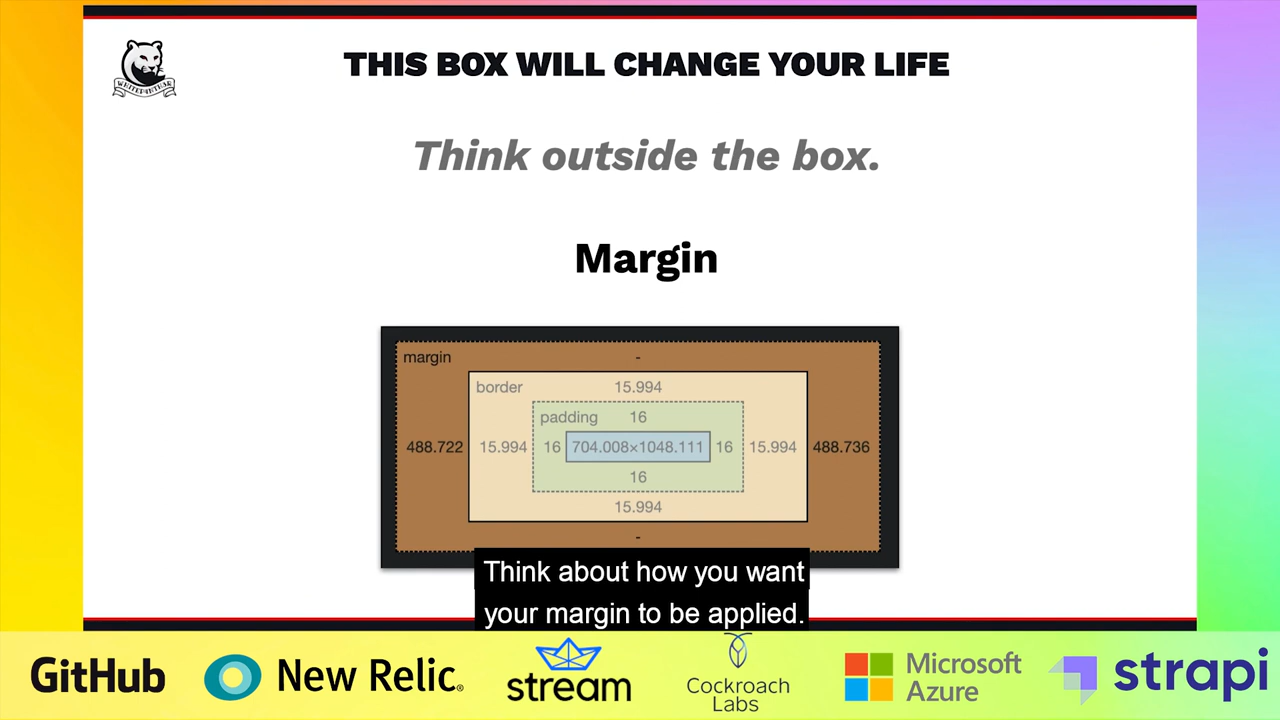 THIS BOX WILL CHANGE YOUR LIFE
Think outside the box.
Margin
margin -
border 15.994
padding 16
488.722 15.994 16 704.008×1048.111 16 15.994 488.736
16
15.994
-
Think about how you want
your margin to be applied.
GitHub New Relic® stream Cockroach Labs Microsoft Azure strapi